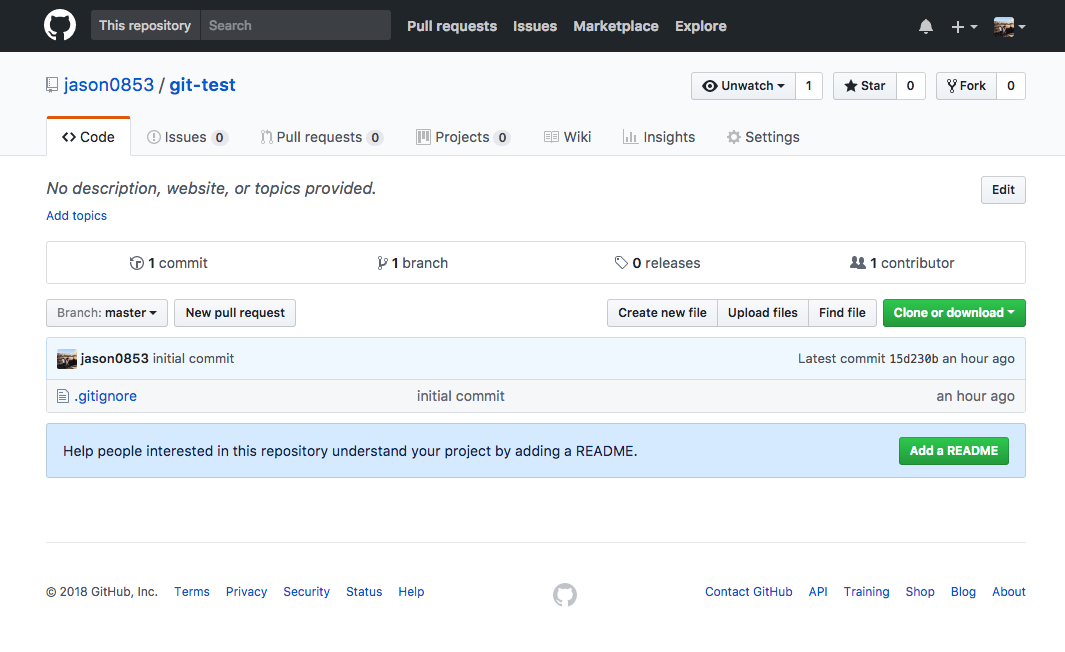 This repository Search Pull requests Issues Marketplace Explore
jason0853 / git-test Unwatch 1 Star 0 Fork 0
Code Issues 0 Pull requests 0 Projects 0 Wiki Insights Settings
No description, website, or topics provided. Edit
Add topics
1 commit 1 branch 0 releases 1 contributor
Branch: master New pull request Create new file Upload files Find file Clone or download
jason0853 initial commit Latest commit 15d230b an hour ago
.gitignore initial commit an hour ago
Help people interested in this repository understand your project by adding a README. Add a README
© 2018 GitHub, Inc. Terms Privacy Security Status Help Contact GitHub API Training Shop Blog About